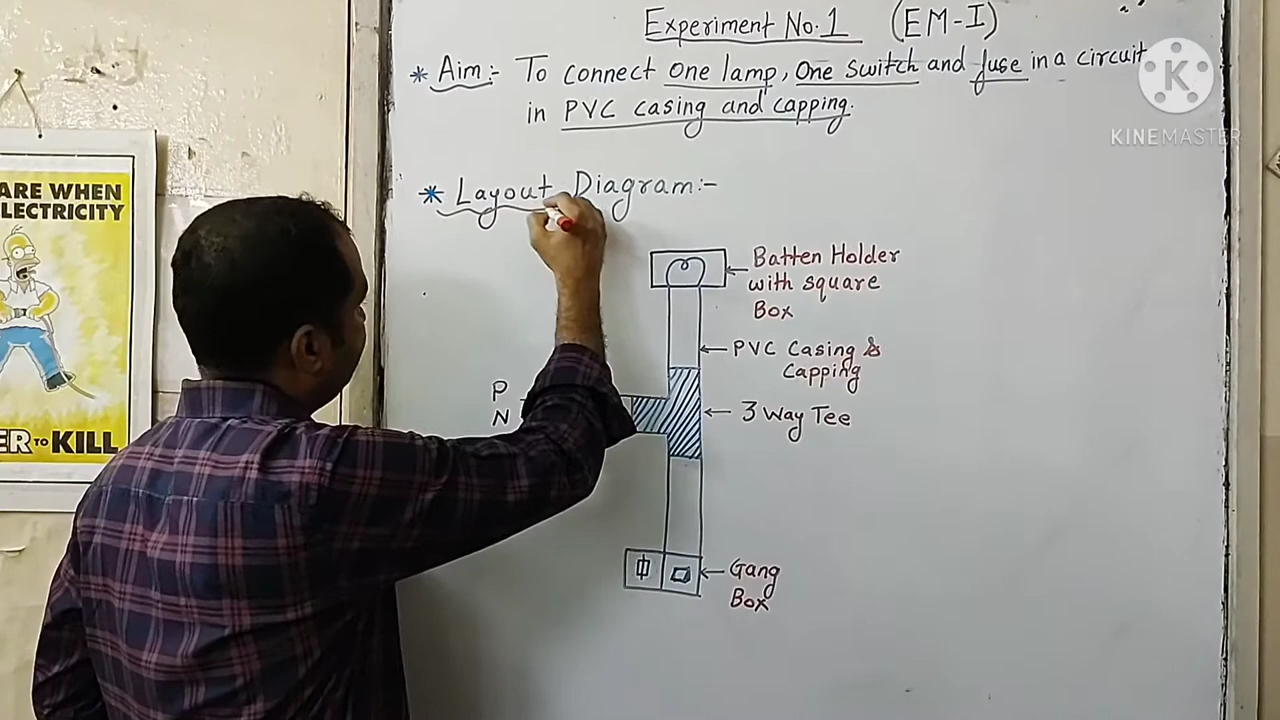 Experiment No.1 (EM-I)
* Aim:- To connect one lamp, One switch and fuse in a circuit
in PVC casing and capping.
K
KINEMASTER
* Layout Diagram:-
ARE WHEN
ELECTRICITY
Batten Holder
with square
Box
PVC Casing &
Capping
P
N
3 Way Tee
ER TO KILL
Gang
Box